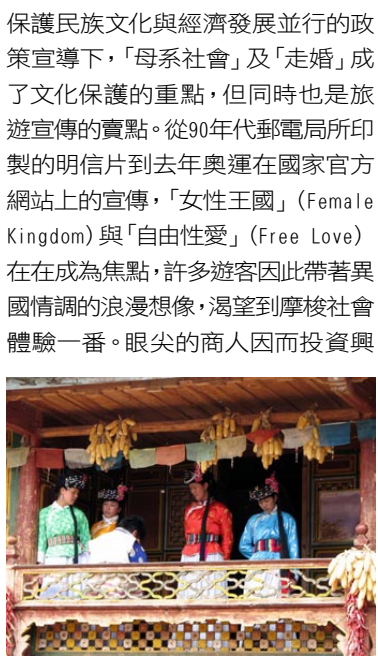 保護民族文化與經濟發展並行的政
策宣導下，「母系社會」及「走婚」成
了文化保護的重點，但同時也是旅
遊宣傳的賣點。從90年代郵電局所印
製的明信片到去年奧運在國家官方
網站上的宣傳，「女性王國」（Female
Kingdom）與「自由性愛」（Free Love）
在在成為焦點，許多遊客因此帶著異
國情調的浪漫想像，渴望到摩梭社會
體驗一番。眼尖的商人因而投資興